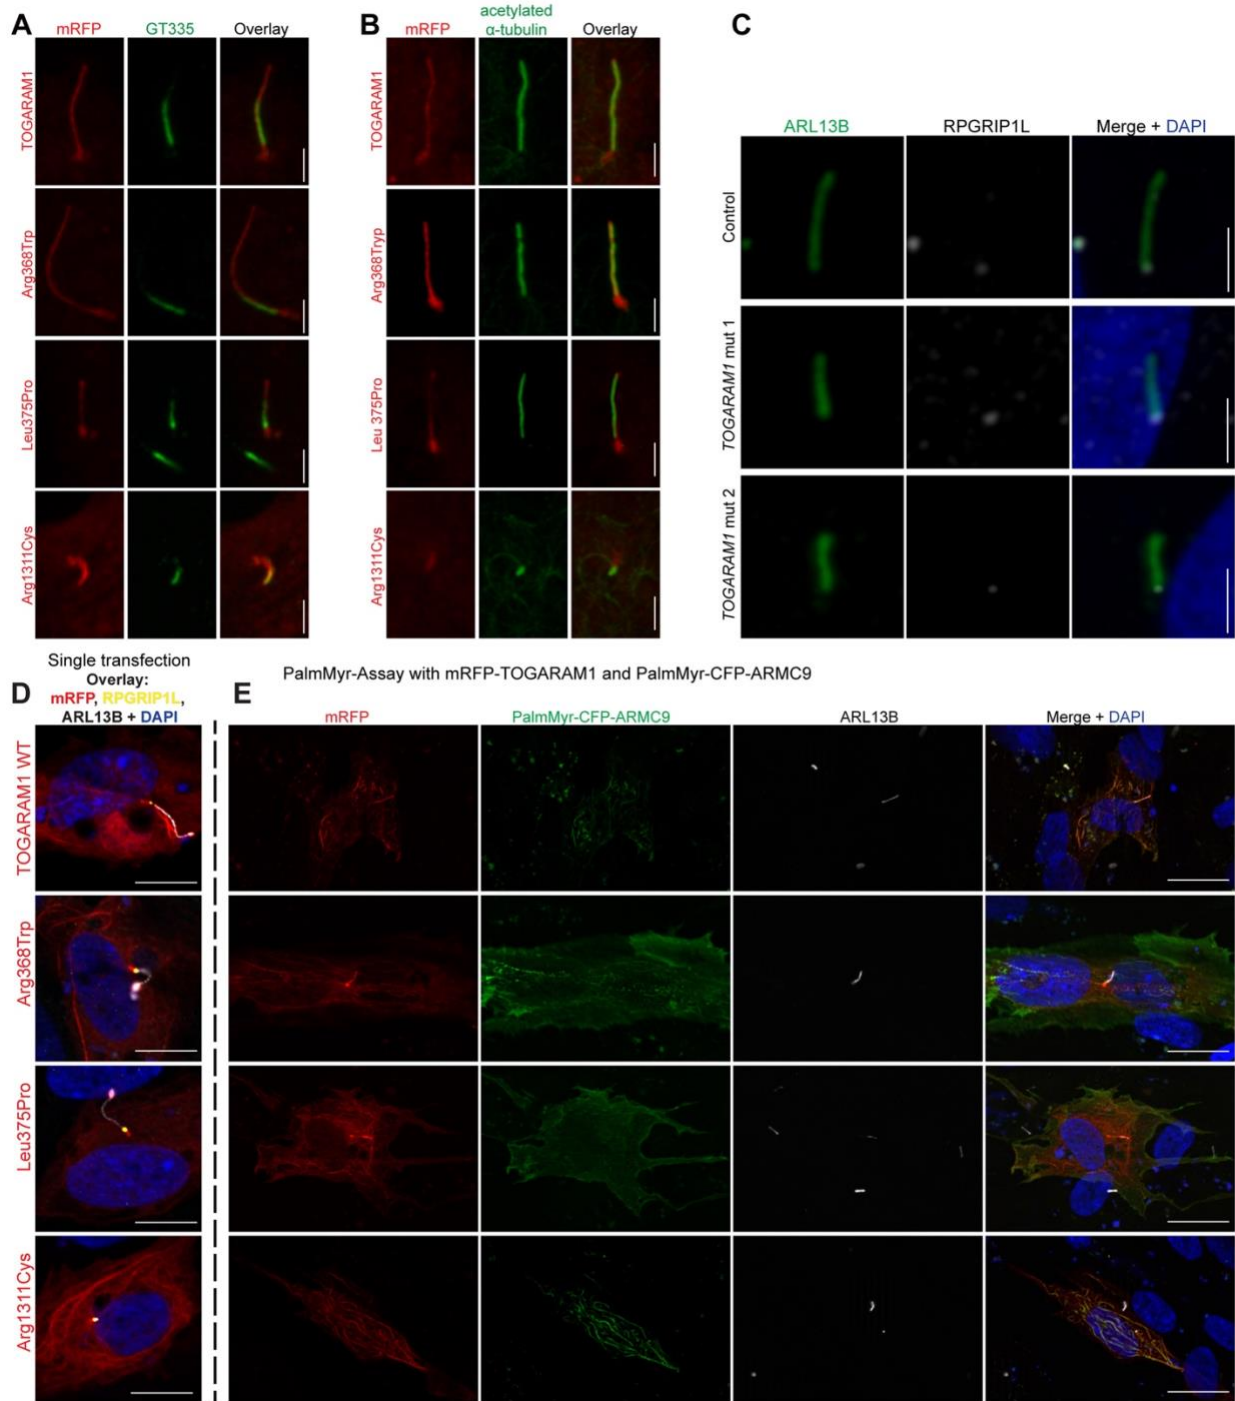 A
mRFP
GT335
Overlay
TOGARAM1
Arg368Trp
Leu375Pro
Arg1311Cys
B
mRFP
acetylated
α-tubulin
Overlay
TOGARAM1
Arg368Tryp
Leu 375Pro
Arg1311Cys
C
ARL13B
RPGRIP1L
Merge + DAPI
Control
TOGARAM1 mut 1
TOGARAM1 mut 2
D
Single transfection
Overlay:
mRFP, RPGRIP1L,
ARL13B + DAPI
TOGARAM1 WT
Arg368Trp
Leu375Pro
Arg1311Cys
E
PalmMyr-Assay with mRFP-TOGARAM1 and PalmMyr-CFP-ARMC9
mRFP
PalmMyr-CFP-ARMC9
ARL13B
Merge + DAPI